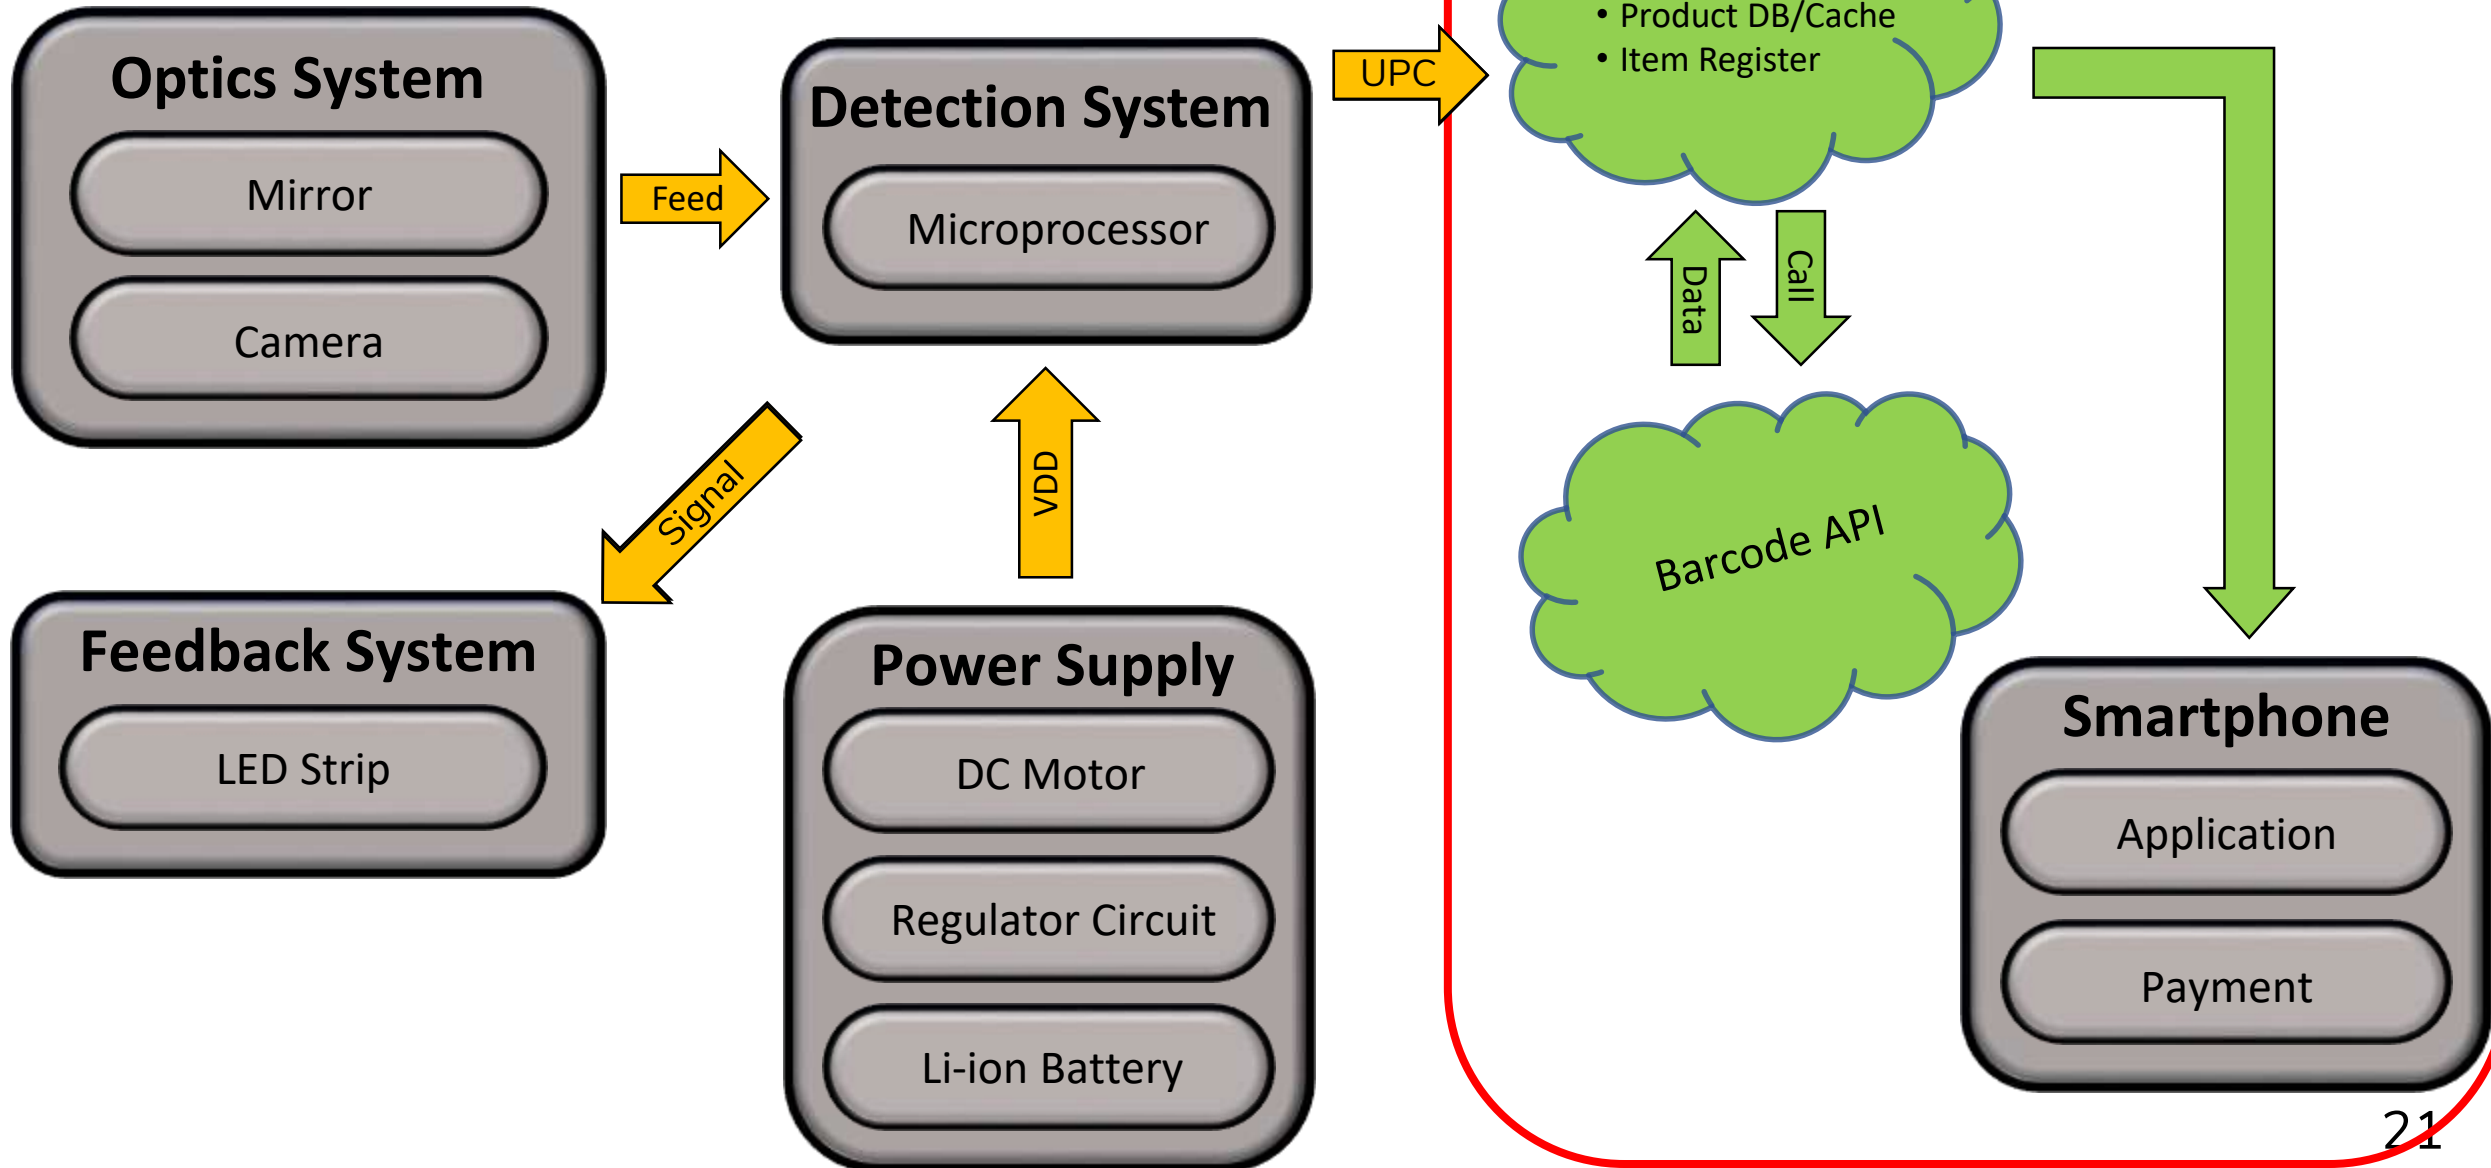 Optics System
Mirror
Camera
Feed
Detection System
Microprocessor
UPC
• Product DB/Cache
• Item Register
Data
Call
Barcode API
Signal
VDD
Feedback System
LED Strip
Power Supply
DC Motor
Regulator Circuit
Li-ion Battery
Smartphone
Application
Payment
21